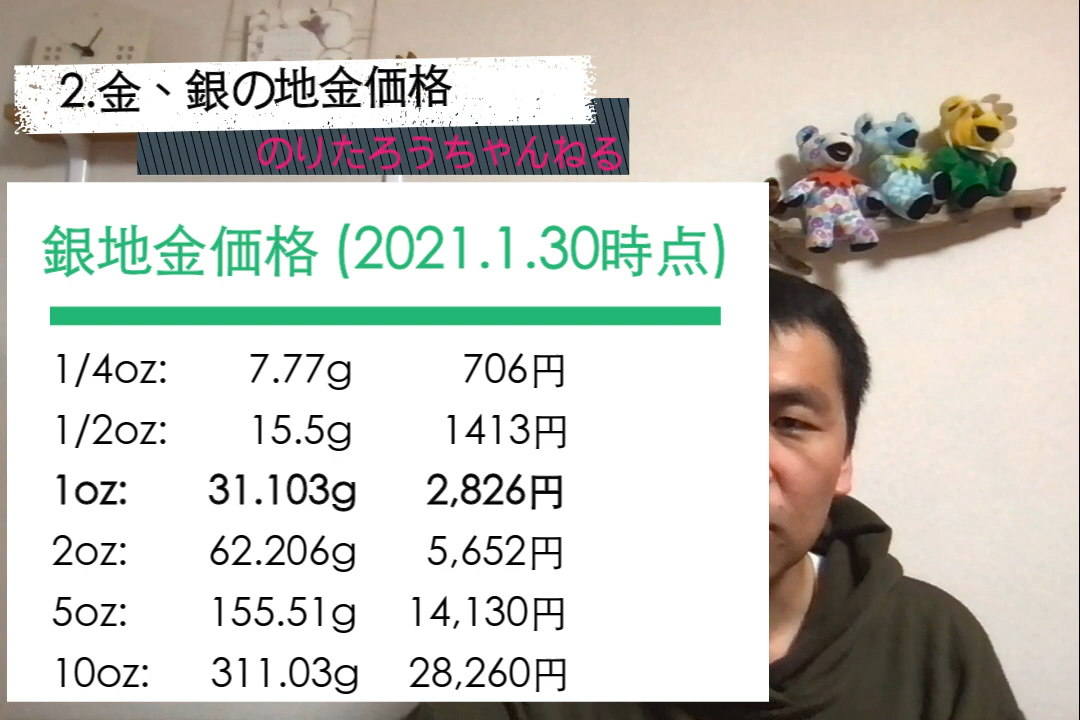 2.金、銀の地金価格
のりたろうちゃんねる
銀地金価格 (2021.1.30時点)
1/4oz: 7.77g 706円
1/2oz: 15.5g 1413円
1oz: 31.103g 2,826円
2oz: 62.206g 5,652円
5oz: 155.51g 14,130円
10oz: 311.03g 28,260円